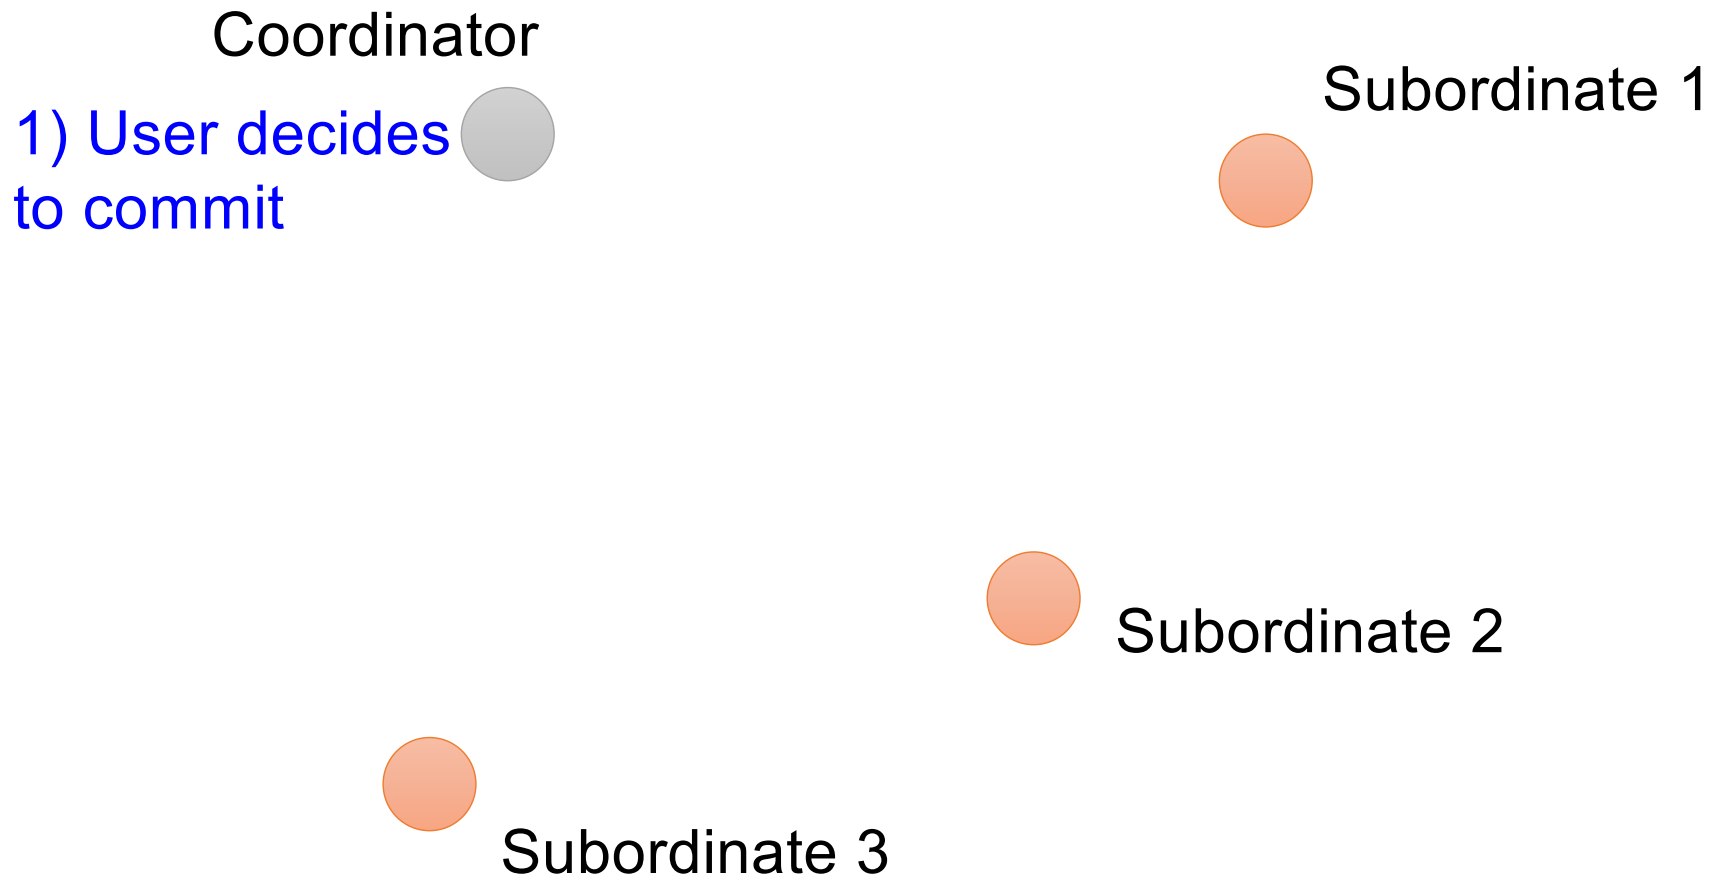 Coordinator
Subordinate 1
1) User decides
to commit
Subordinate 2
Subordinate 3